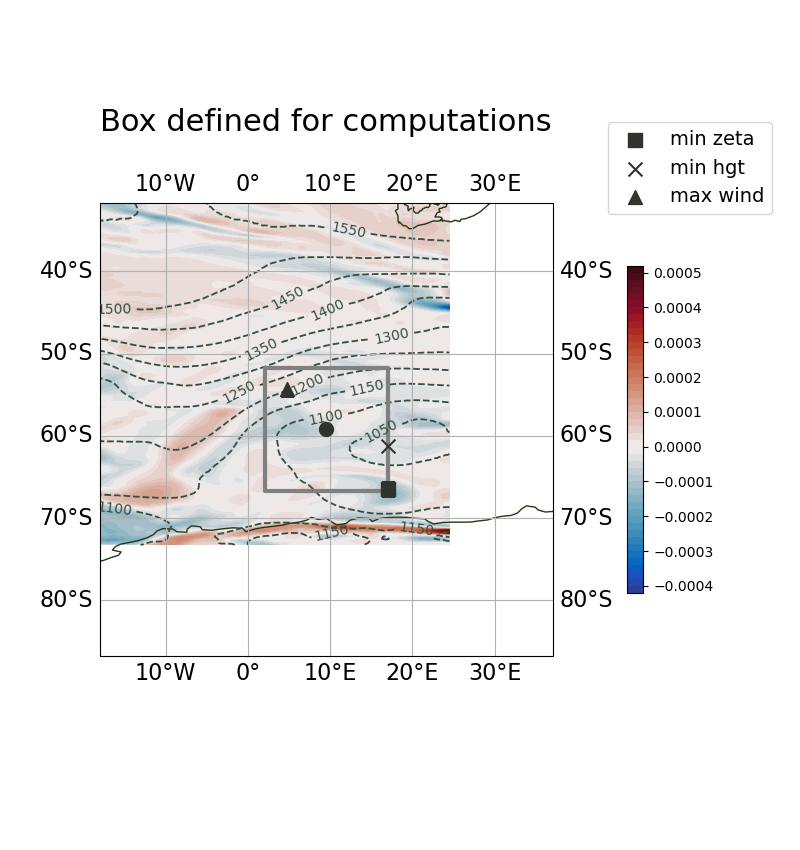 Box defined for computations
min zeta
min hgt
max wind
10°W 0° 10°E 20°E 30°E
1550
40°S 40°S
1500 1450 1400
1350 1300
50°S 50°S
1250 1200 1150
1100 1050
60°S 60°S
1100
70°S 70°S
1150 1150
80°S 80°S
10°W 0° 10°E 20°E 30°E
0.0005
0.0004
0.0003
0.0002
0.0001
0.0000
−0.0001
−0.0002
−0.0003
−0.0004